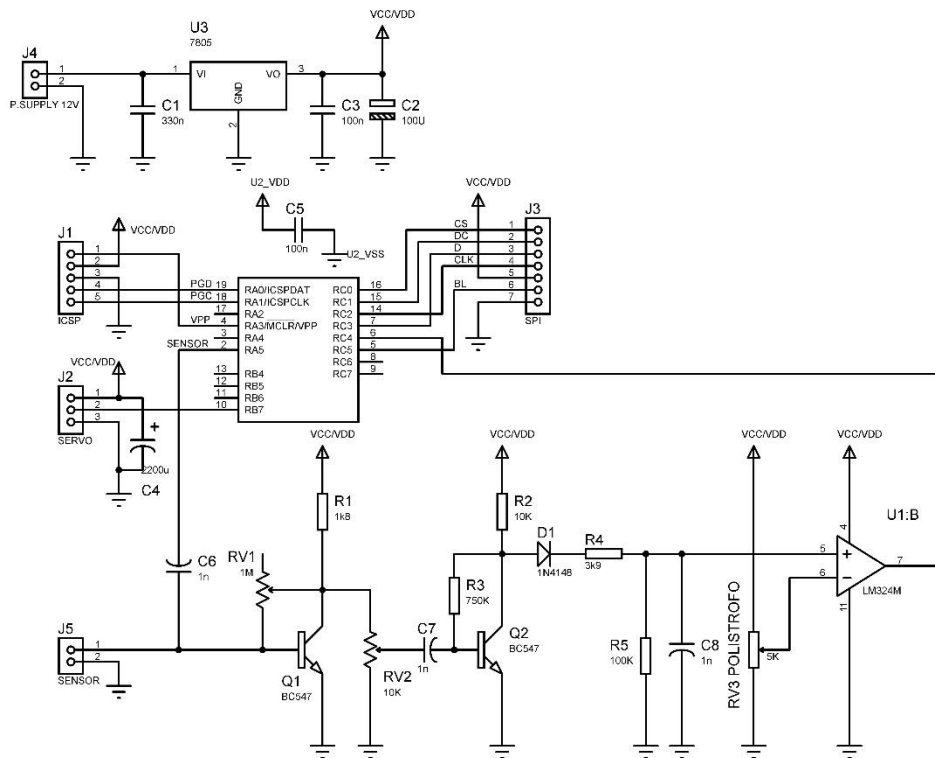 VCC/VDD
U3
7805
J4
1
2
P.SUPPLY 12V
1
VI
VO
3
GND
2
C1
330n
C3
100n
C2
100U
U2_VDD
C5
100n
U2_VSS
VCC/VDD
J1
1
2
3
4
5
ICSP
VCC/VDD
PGD
PGC
VPP
SENSOR
19
18
17
4
3
2
13
12
11
10
RA0/ICSPDAT
RA1/ICSPCLK
RA2
RA3/MCLR/VPP
RA4
RA5
RB4
RB5
RB6
RB7
RC0
RC1
RC2
RC3
RC4
RC5
RC6
RC7
16
15
14
7
6
5
8
9
CS
DC
D
CLK
BL
J3
1
2
3
4
5
6
7
SPI
VCC/VDD
J2
1
2
3
SERVO
+
2200u
C4
VCC/VDD
R1
1k8
VCC/VDD
R2
10K
VCC/VDD
VCC/VDD
C6
1n
RV1
1M
J5
1
2
SENSOR
Q1
BC547
RV2
10K
C7
1n
R3
750K
Q2
BC547
D1
1N4148
R4
3k9
R5
100K
C8
1n
RV3 POLISTROFO
5K
U1:B
4
5
+
6
−
7
11
LM324M